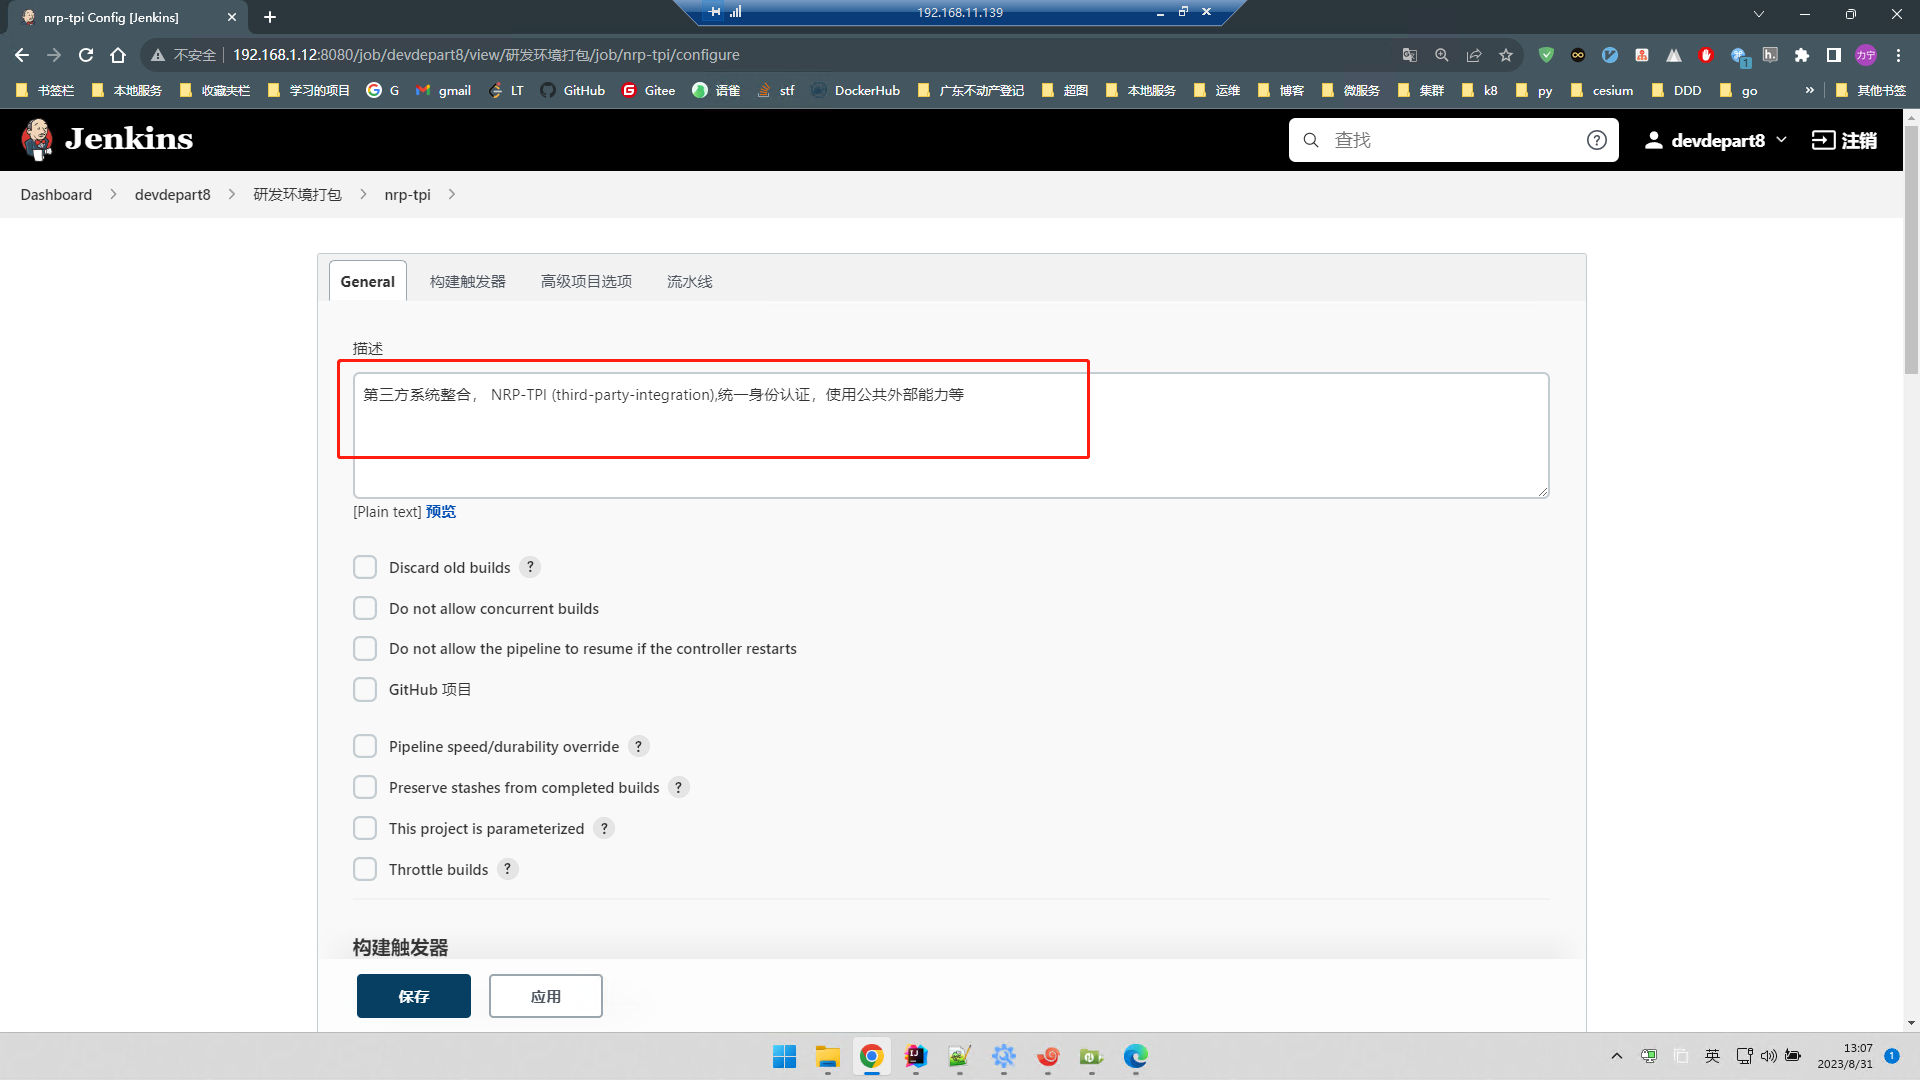 nrp-tpi Config [Jenkins]
192.168.11.139
不安全 192.168.1.12:8080/job/devdepart8/view/研发环境打包/job/nrp-tpi/configure
力宁
1
书签栏 本地服务 收藏夹栏 学习的项目 G gmail LT GitHub Gitee 语雀 stf DockerHub 广东不动产登记 超图 本地服务 运维 博客 微服务 集群 k8 py cesium DDD go » 其他书签
Jenkins
查找
devdepart8
注销
Dashboard devdepart8 研发环境打包 nrp-tpi
General 构建触发器 高级项目选项 流水线
描述
第三方系统整合， NRP-TPI (third-party-integration),统一身份认证，使用公共外部能力等
[Plain text] 预览
Discard old builds ?
Do not allow concurrent builds
Do not allow the pipeline to resume if the controller restarts
GitHub 项目
Pipeline speed/durability override ?
Preserve stashes from completed builds ?
This project is parameterized ?
Throttle builds ?
构建触发器
保存 应用
英
13:07
2023/8/31
1